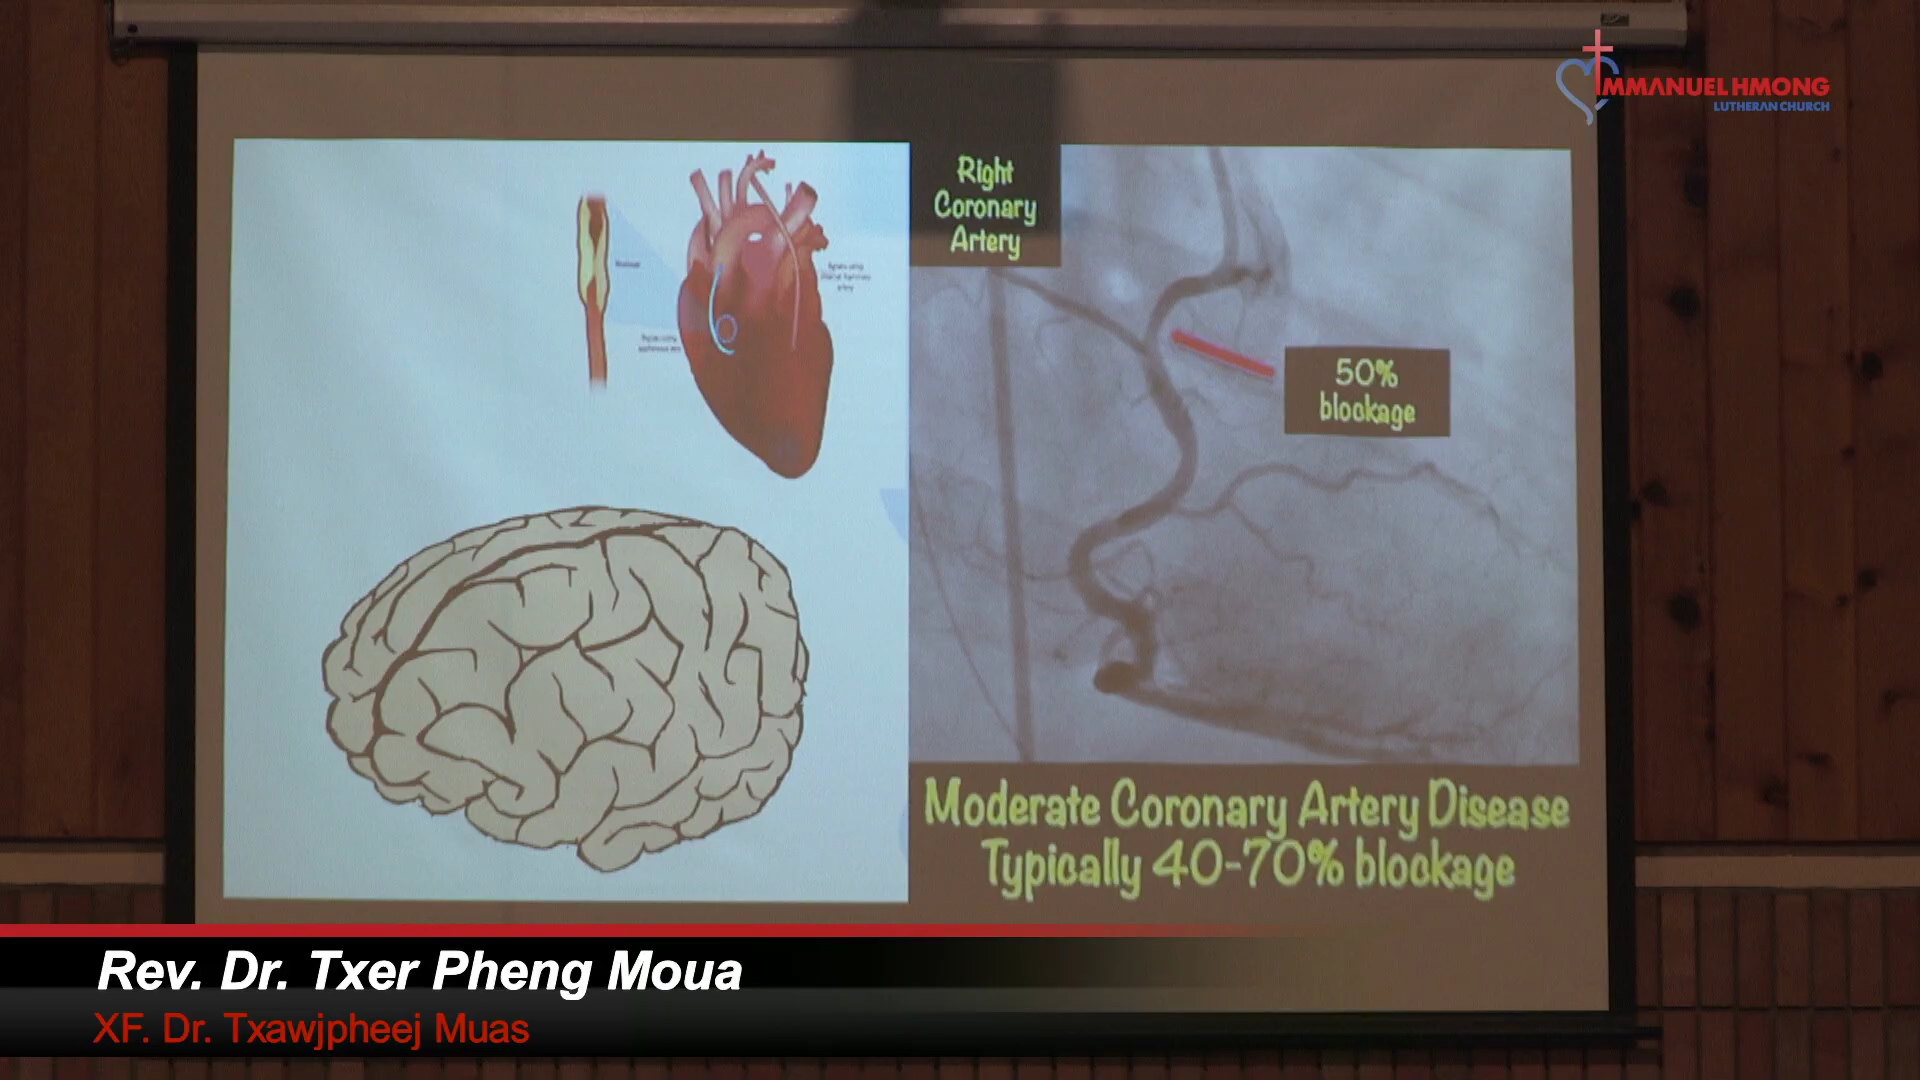 IMMANUEL HMONG
LUTHERAN CHURCH
Right
Coronary
Artery
50%
blockage
Moderate Coronary Artery Disease
Typically 40-70% blockage
Rev. Dr. Txer Pheng Moua
XF. Dr. Txawjpheej Muas